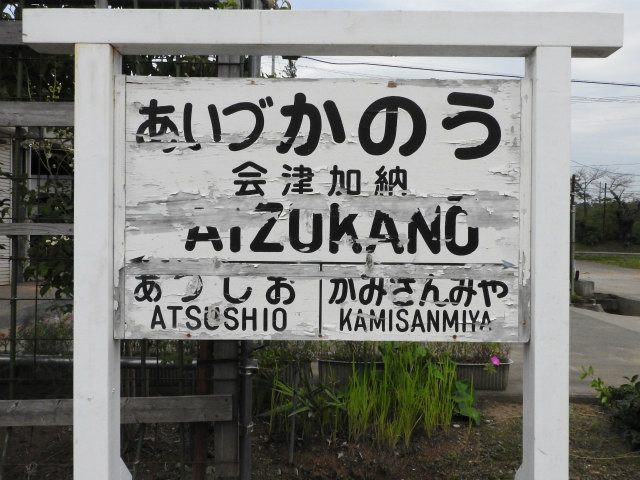 あいづかのう
会津加納
AIZUKANŌ
あつしお かみさんみや
ATSUSHIO KAMISANMIYA